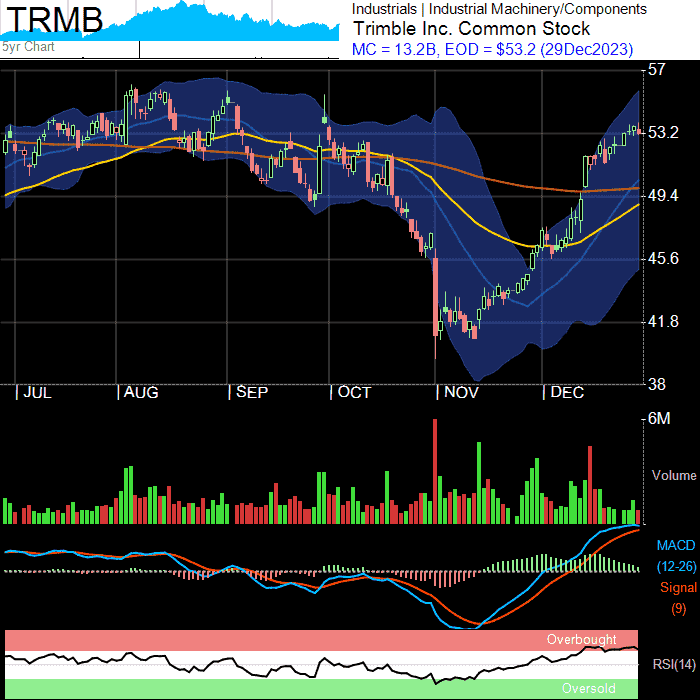 TRMB
5yr Chart
Industrials | Industrial Machinery/Components
Trimble Inc. Common Stock
MC = 13.2B, EOD = $53.2 (29Dec2023)
57
53.2
49.4
45.6
41.8
38
JUL
AUG
SEP
OCT
NOV
DEC
6M
Volume
MACD
(12-26)
Signal
(9)
Overbought
RSI(14)
Oversold